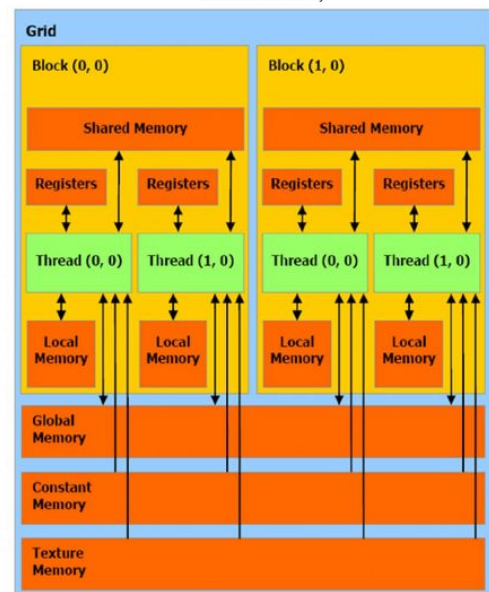 Grid
Block (0, 0)
Block (1, 0)
Shared Memory
Shared Memory
Registers
Registers
Registers
Registers
Thread (0, 0)
Thread (1, 0)
Thread (0, 0)
Thread (1, 0)
Local
Memory
Local
Memory
Local
Memory
Local
Memory
Global
Memory
Constant
Memory
Texture
Memory